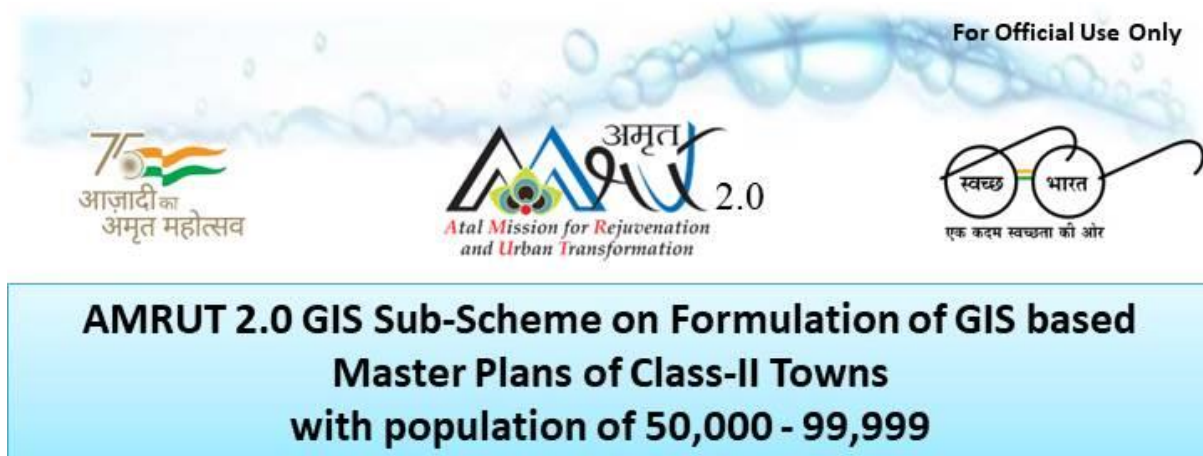 For Official Use Only
75
आज़ादी का
अमृत महोत्सव
अमृत
2.0
Atal Mission for Rejuvenation
and Urban Transformation
स्वच्छ भारत
एक कदम स्वच्छता की ओर
AMRUT 2.0 GIS Sub-Scheme on Formulation of GIS based
Master Plans of Class-II Towns
with population of 50,000 - 99,999